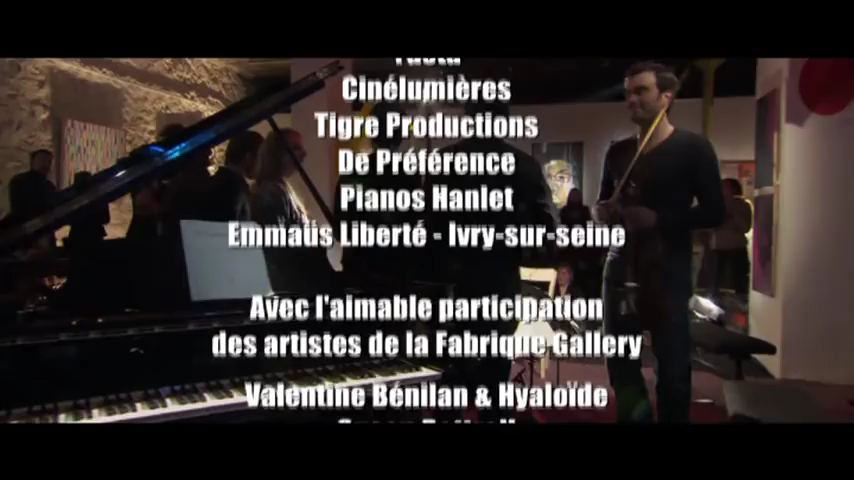 Cinélumières
Tigre Productions
De Préférence
Pianos Hanlet
Emmaüs Liberté - Ivry-sur-seine
Avec l'aimable participation
des artistes de la Fabrique Gallery
Valentine Bénilan & Hyaloïde